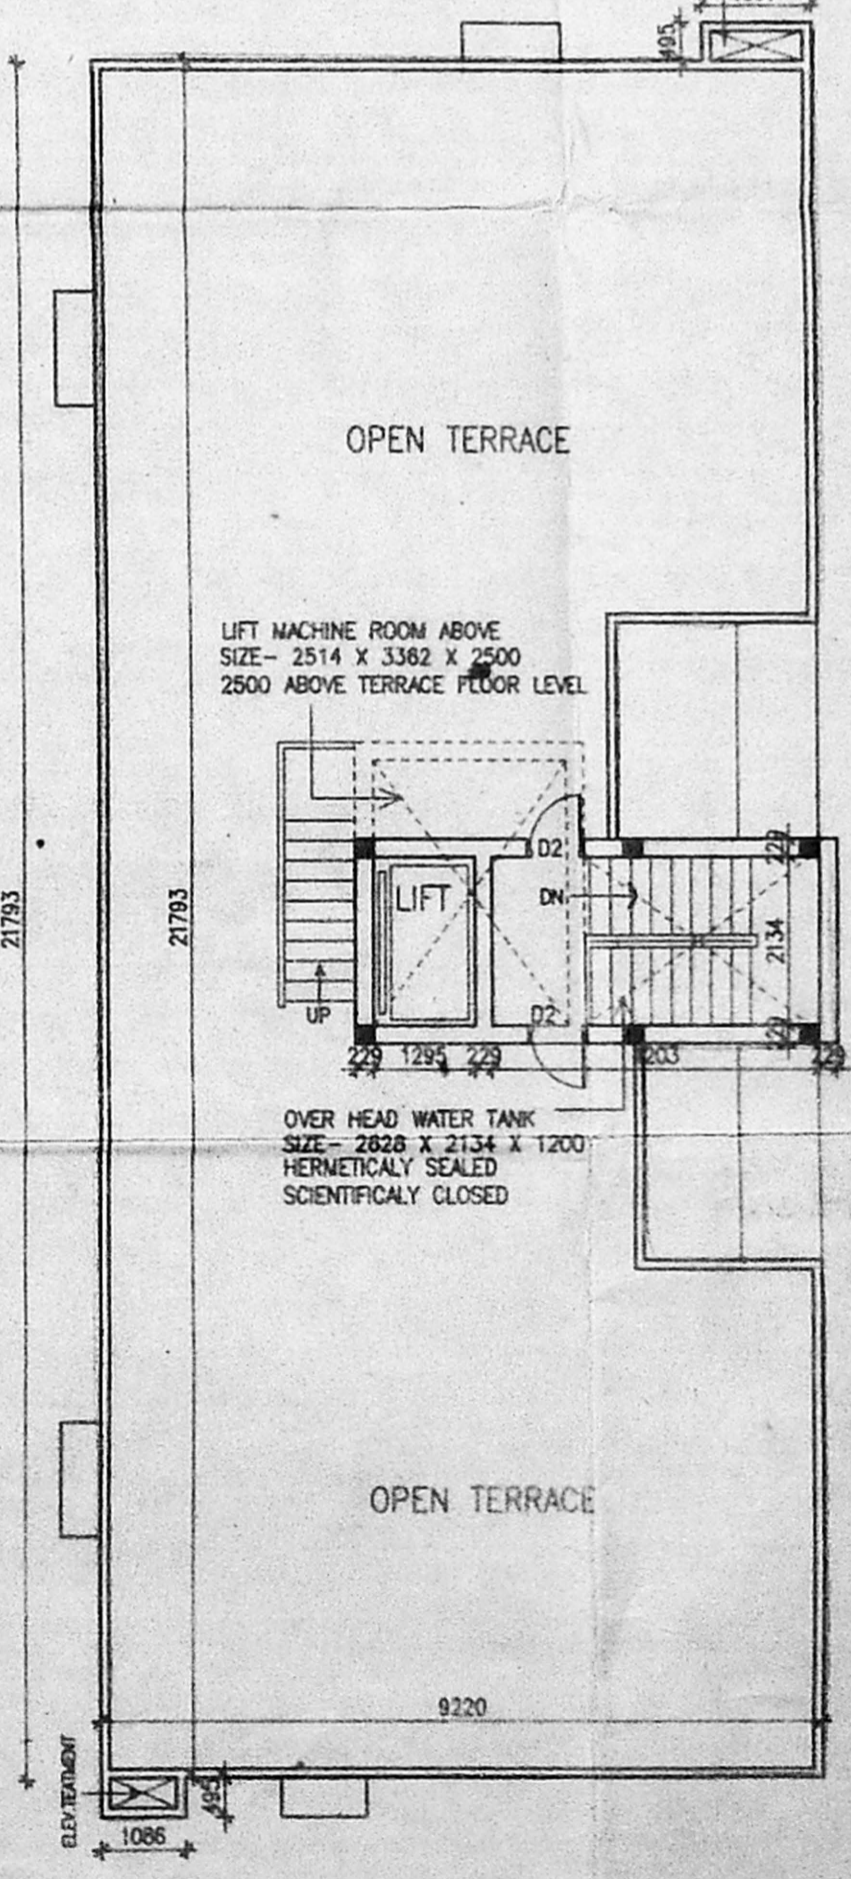 495
OPEN TERRACE
LIFT MACHINE ROOM ABOVE
SIZE- 2514 X 3362 X 2500
2500 ABOVE TERRACE FLOOR LEVEL
21793
21793
D2
229
LIFT
DN
2134
UP
D2
229
229
1295
229
203
229
OVER HEAD WATER TANK
SIZE- 2628 X 2134 X 1200
HERMETICALY SEALED
SCIENTIFICALY CLOSED
OPEN TERRACE
9220
ELEV.TEATMENT
495
1086